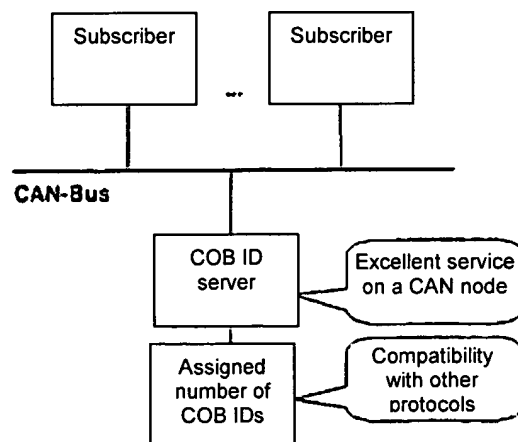 Subscriber
Subscriber
...
CAN-Bus
COB ID
server
Excellent service
on a CAN node
Assigned
number of
COB IDs
Compatibility
with other
protocols